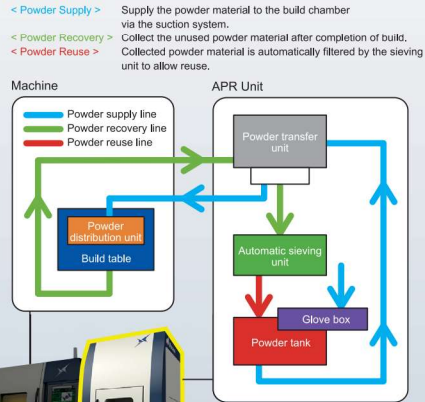 < Powder Supply > Supply the powder material to the build chamber
via the suction system.
< Powder Recovery > Collect the unused powder material after completion of build.
< Powder Reuse > Collected powder material is automatically filtered by the sieving
unit to allow reuse.
Machine
APR Unit
Powder supply line
Powder recovery line
Powder reuse line
Powder transfer
unit
Powder
distribution unit
Build table
Automatic sieving
unit
Glove box
Powder tank